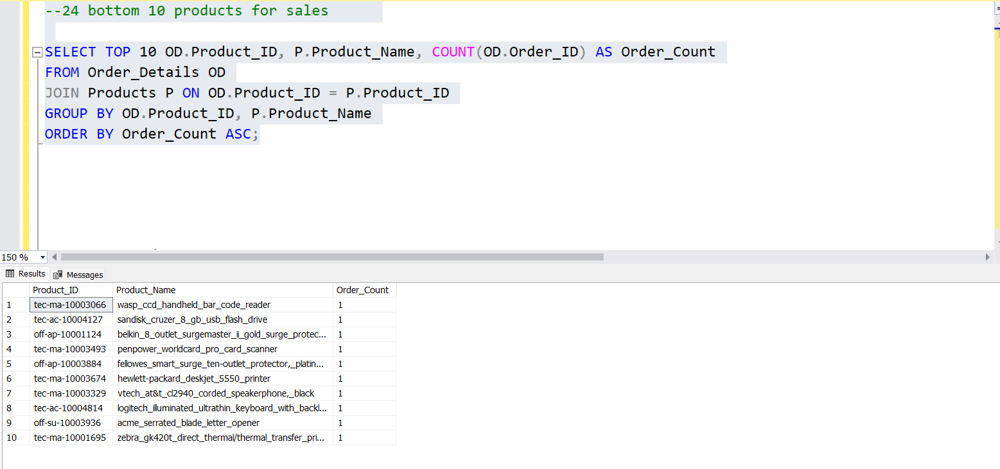 --24 bottom 10 products for sales
SELECT TOP 10 OD.Product_ID, P.Product_Name, COUNT(OD.Order_ID) AS Order_Count
FROM Order_Details OD
JOIN Products P ON OD.Product_ID = P.Product_ID
GROUP BY OD.Product_ID, P.Product_Name
ORDER BY Order_Count ASC;
150 %
Results Messages
Product_ID Product_Name Order_Count
1 tec-ma-10003066 wasp_ccd_handheld_bar_code_reader 1
2 tec-ac-10004127 sandisk_cruzer_8_gb_usb_flash_drive 1
3 off-ap-10001124 belkin_8_outlet_surgemaster_ii_gold_surge_protec... 1
4 tec-ma-10003493 penpower_worldcard_pro_card_scanner 1
5 off-ap-10003884 fellowes_smart_surge_ten-outlet_protector,_platin... 1
6 tec-ma-10003674 hewlett-packard_deskjet_5550_printer 1
7 tec-ma-10003329 vtech_at&t_cl2940_corded_speakerphone,_black 1
8 tec-ac-10004814 logitech_illuminated_ultrathin_keyboard_with_backl... 1
9 off-su-10003936 acme_serrated_blade_letter_opener 1
10 tec-ma-10001695 zebra_gk420t_direct_thermal/thermal_transfer_pri... 1